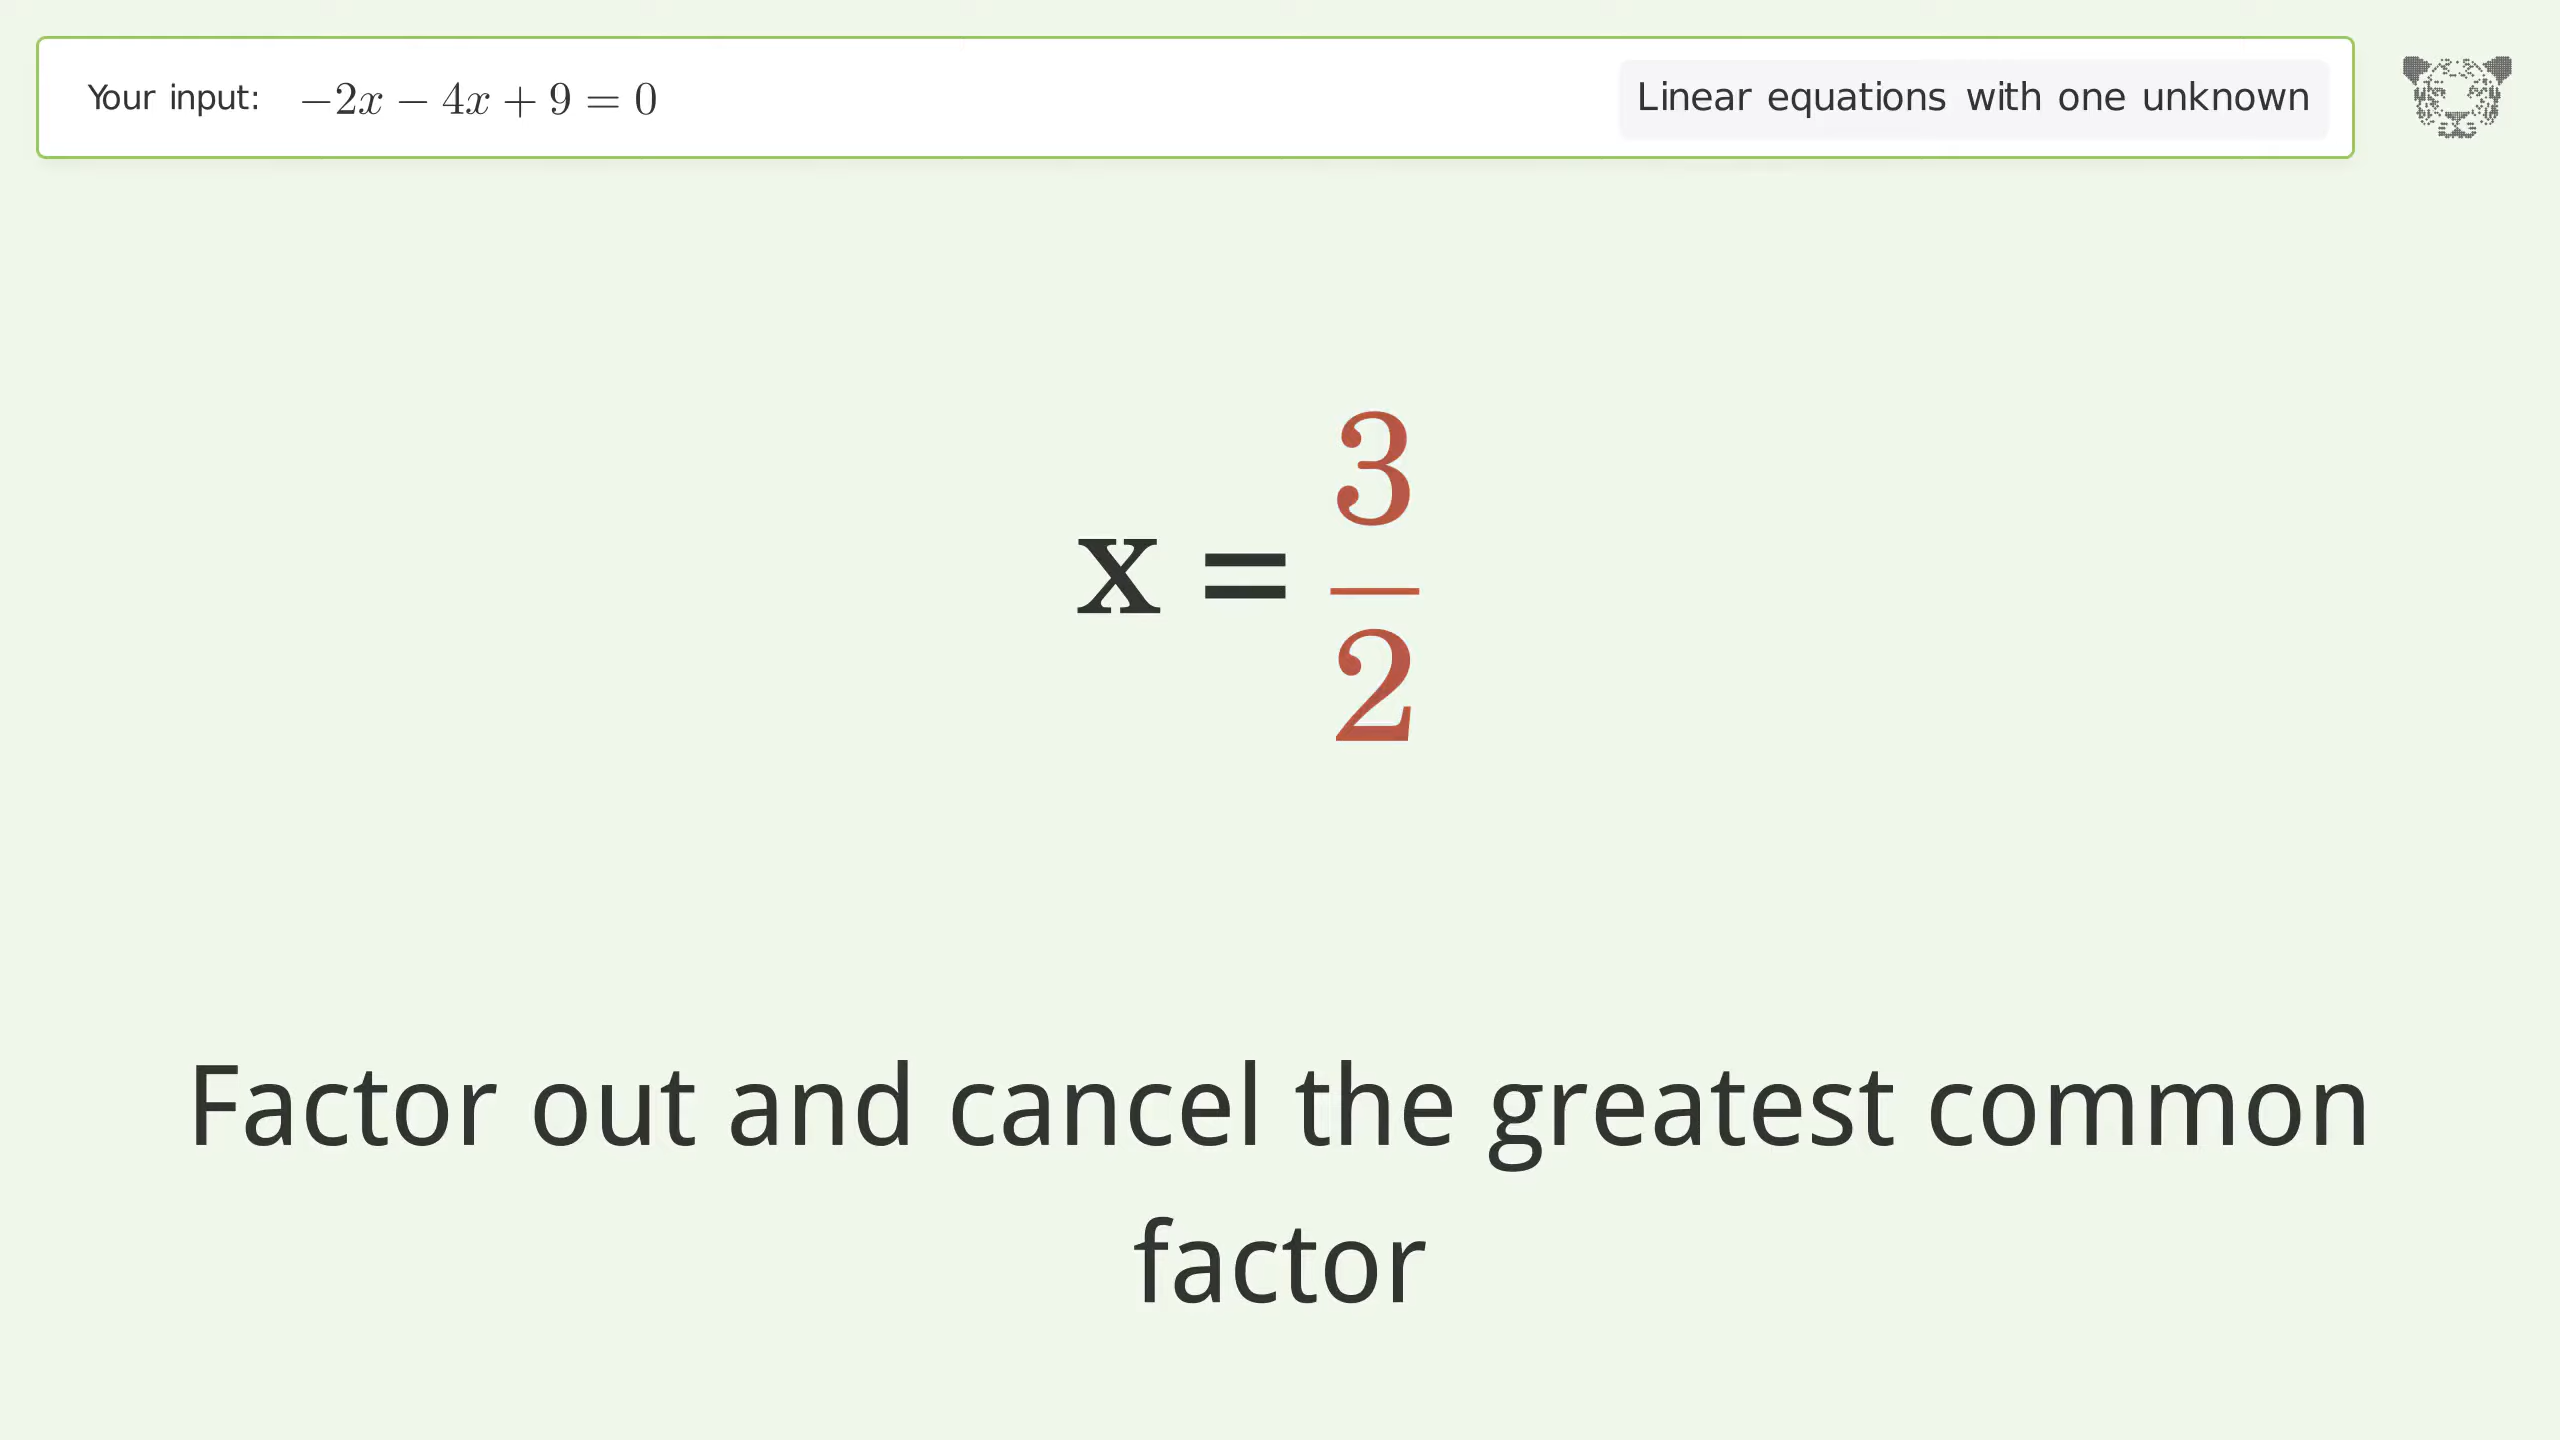 Your input: −2x − 4x + 9 = 0
Linear equations with one unknown
x = 3/2
Factor out and cancel the greatest common
factor